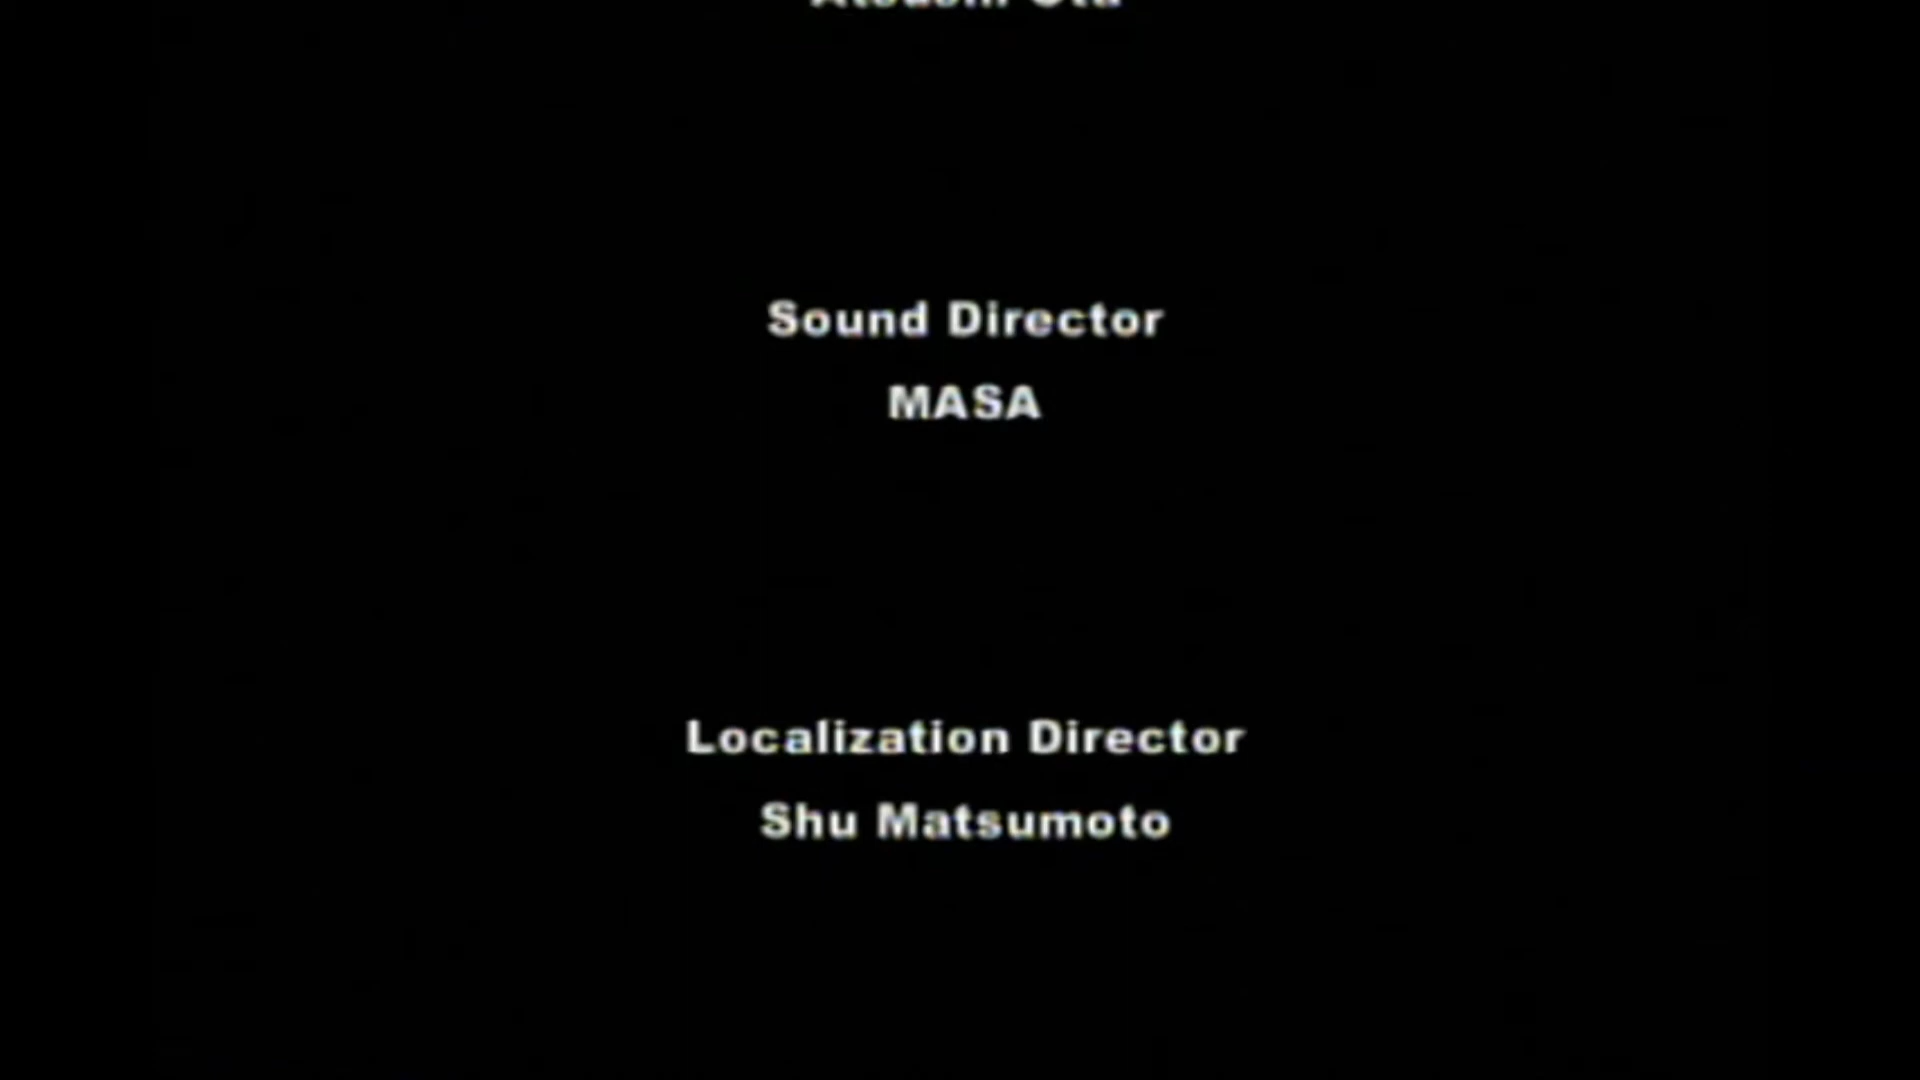 Sound Director
MASA
Localization Director
Shu Matsumoto